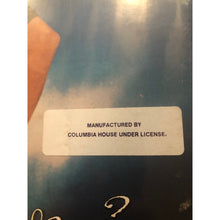 MANUFACTURED BY
COLUMBIA HOUSE UNDER LICENSE.
?